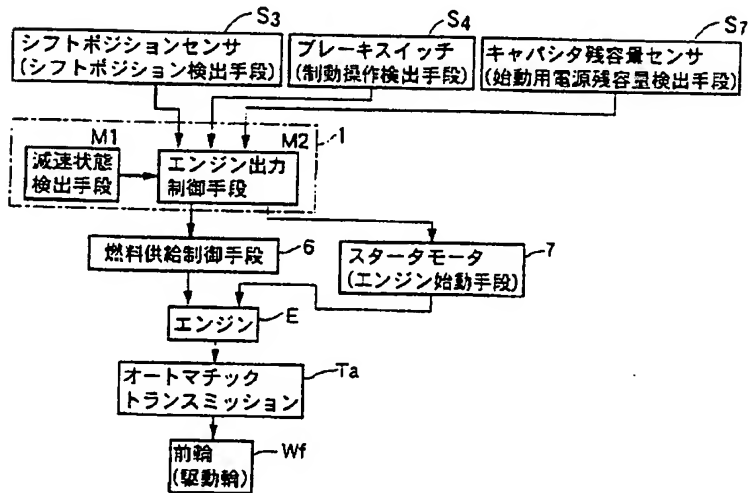 S3
シフトポジションセンサ
(シフトポジション検出手段)
S4
ブレーキスイッチ
(制動操作検出手段)
S7
キャパシタ残容量センサ
(始動用電源残容量検出手段)
1
M1
減速状態
検出手段
M2
エンジン出力
制御手段
6
燃料供給制御手段
7
スタータモータ
(エンジン始動手段)
E
エンジン
Ta
オートマチック
トランスミッション
Wf
前輪
(駆動輪)